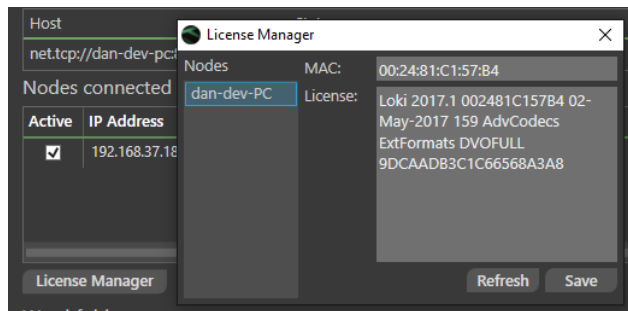 Host
License Manager
net.tcp://dan-dev-pc:
Nodes
MAC:
00:24:81:C1:57:B4
Nodes connected
dan-dev-PC
License:
Loki 2017.1 002481C157B4 02-
May-2017 159 AdvCodecs
ExtFormats DVOFULL
9DCAADB3C1C66568A3A8
Active
IP Address
192.168.37.18
License Manager
Refresh
Save